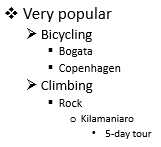 ❖ Very popular
➢ Bicycling
▪ Bogata
▪ Copenhagen
➢ Climbing
▪ Rock
o Kilamaniaro
• 5-day tour